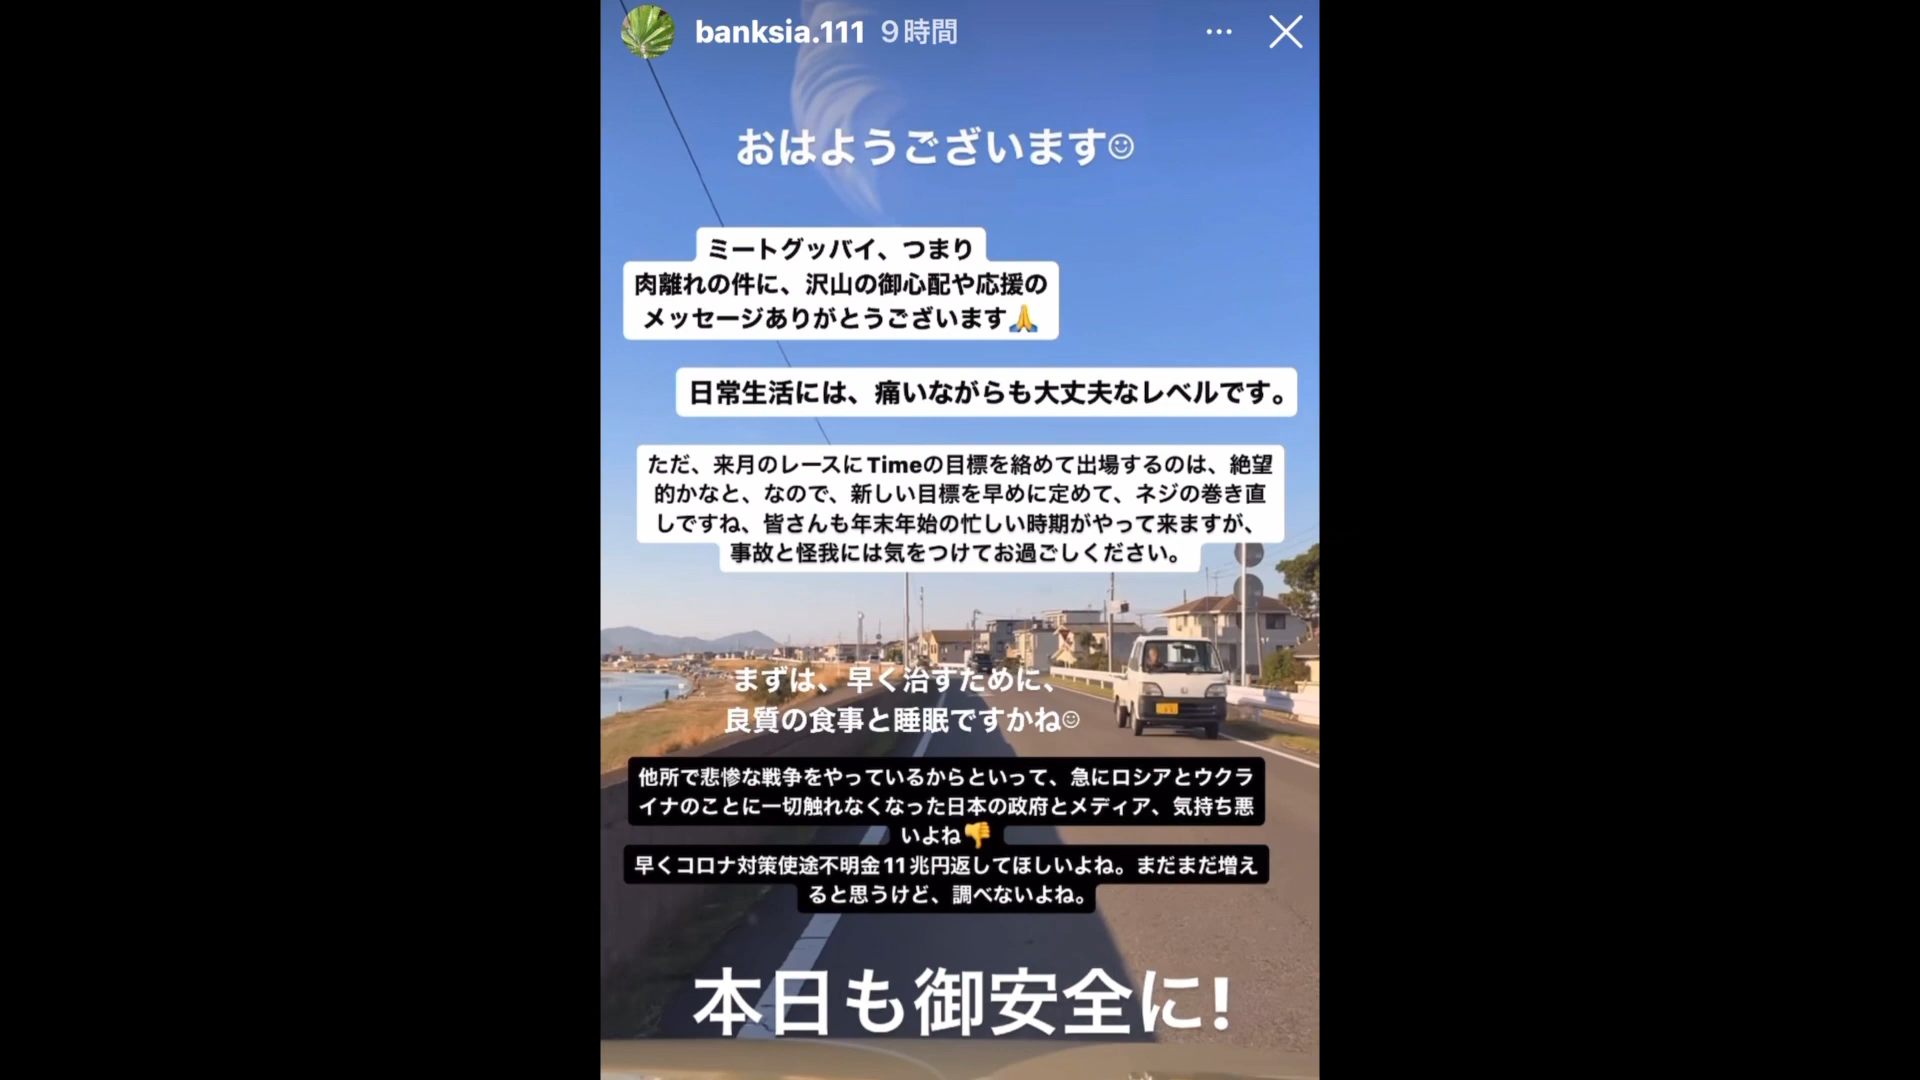 banksia.111 9時間
おはようございます☺
ミートグッバイ、つまり
肉離れの件に、沢山の御心配や応援の
メッセージありがとうございます🙏
日常生活には、痛いながらも大丈夫なレベルです。
ただ、来月のレースにTimeの目標を絡めて出場するのは、絶望
的かなと、なので、新しい目標を早めに定めて、ネジの巻き直
しですね、皆さんも年末年始の忙しい時期がやって来ますが、
事故と怪我には気をつけてお過ごしください。
まずは、早く治すために、
良質の食事と睡眠ですかね☺
他所で悲惨な戦争をやっているからといって、急にロシアとウクラ
イナのことに一切触れなくなった日本の政府とメディア、気持ち悪
いよね👎
早くコロナ対策使途不明金11兆円返してほしいよね。まだまだ増え
ると思うけど、調べないよね。
本日も御安全に!